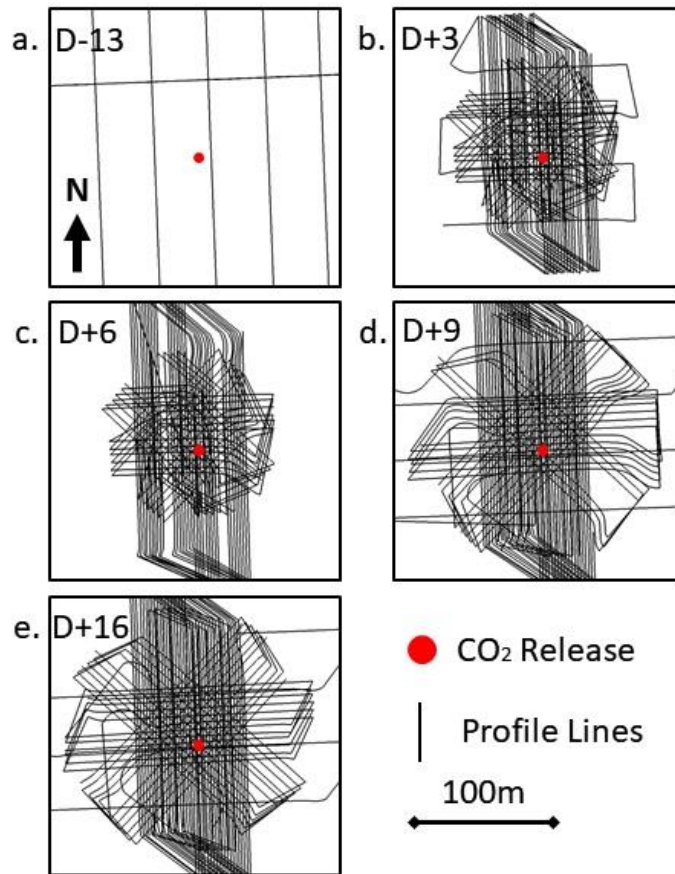 a. D-13
N
b. D+3
c. D+6
d. D+9
e. D+16
CO₂ Release
Profile Lines
100m